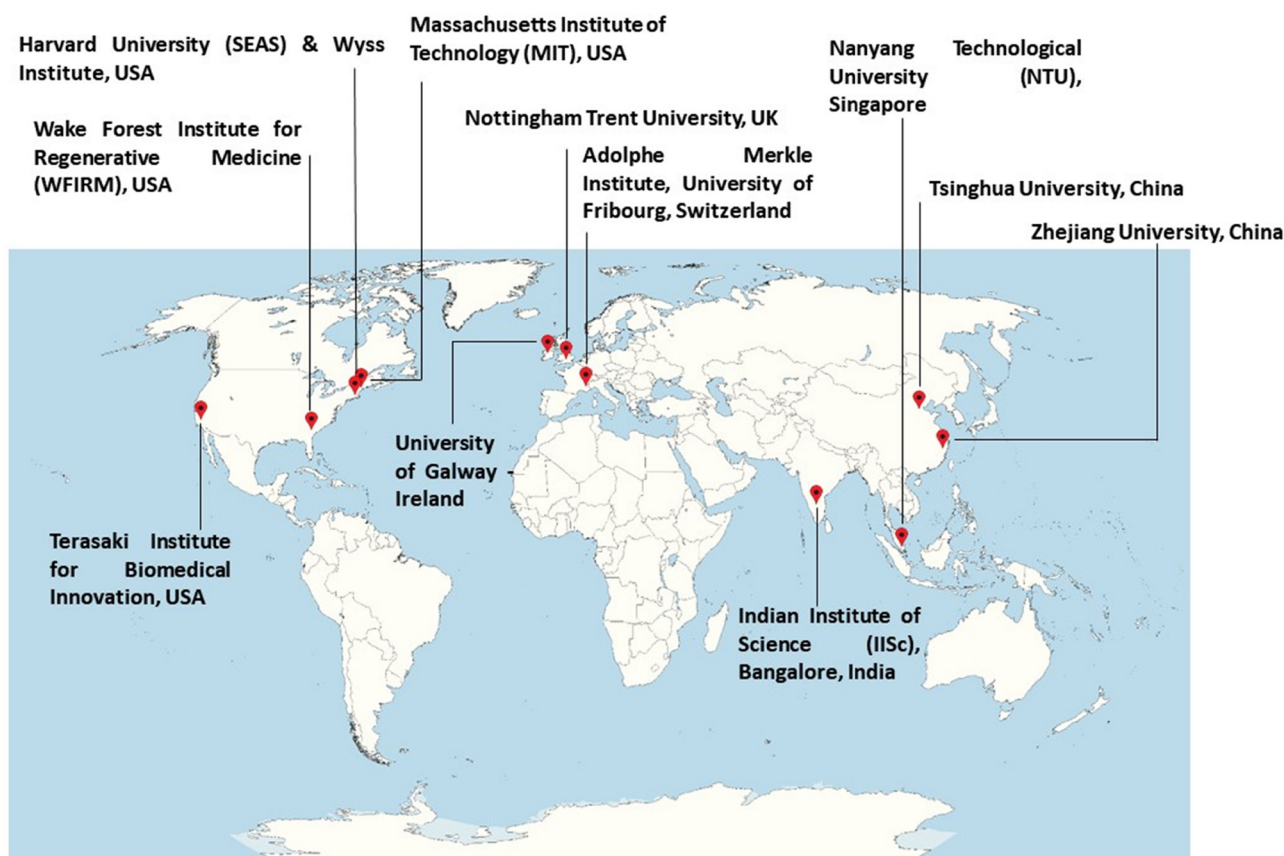 Harvard University (SEAS) & Wyss
Institute, USA
Massachusetts Institute of
Technology (MIT), USA
Nanyang Technological
University (NTU),
Singapore
Wake Forest Institute for
Regenerative Medicine
(WFIRM), USA
Nottingham Trent University, UK
Adolphe Merkle
Institute, University of
Fribourg, Switzerland
Tsinghua University, China
Zhejiang University, China
University
of Galway
Ireland
Terasaki Institute
for Biomedical
Innovation, USA
Indian Institute of
Science (IISc),
Bangalore, India